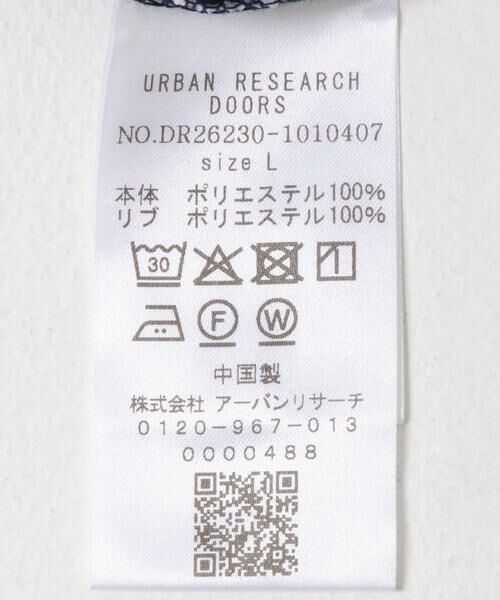 URBAN RESEARCH
DOORS
NO.DR26230-1010407
size L
本体 ポリエステル100%
リブ ポリエステル100%
30
F W
中国製
株式会社 アーバンリサーチ
0120-967-013
0000488